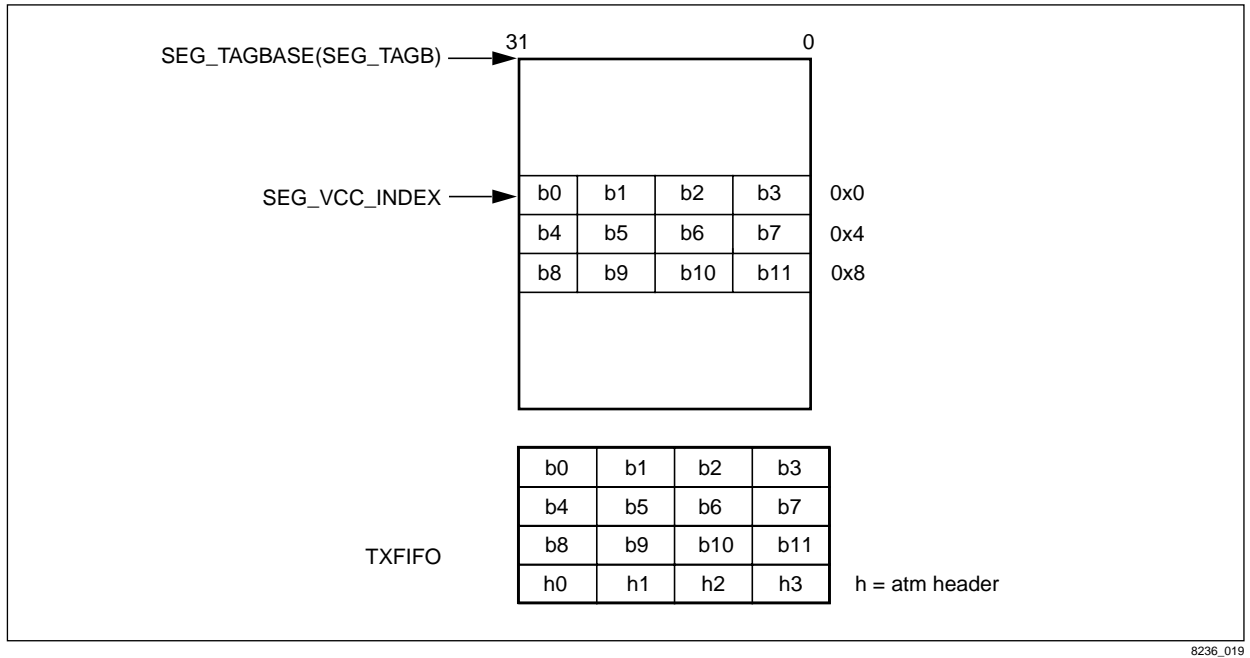 31 0
SEG_TAGBASE(SEG_TAGB)
SEG_VCC_INDEX b0 b1 b2 b3 0x0
b4 b5 b6 b7 0x4
b8 b9 b10 b11 0x8
b0 b1 b2 b3
b4 b5 b6 b7
TXFIFO b8 b9 b10 b11
h0 h1 h2 h3 h = atm header
8236_019